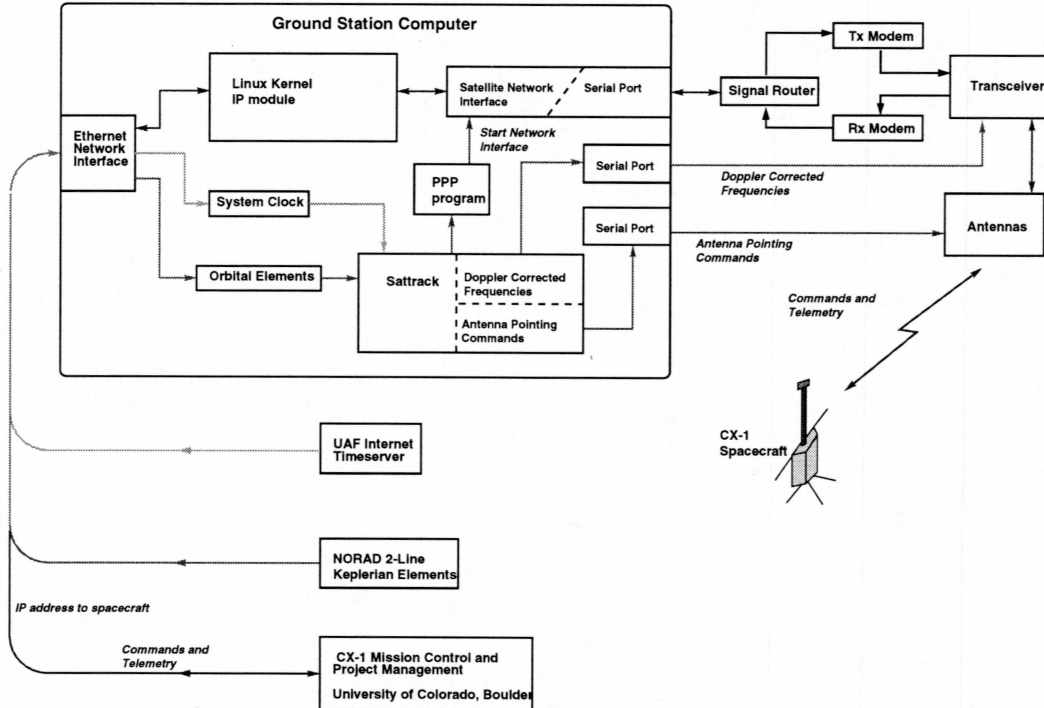 Ground Station Computer
Tx Modem
Linux Kernel
IP module
Satellite Network
Interface
Serial Port
Signal Router
Transceiver
Ethernet
Network
Interface
Start Network
Interface
Rx Modem
Serial Port
Doppler Corrected
Frequencies
PPP
program
System Clock
Serial Port
Antennas
Antenna Pointing
Commands
Orbital Elements
Sattrack
Doppler Corrected
Frequencies
Antenna Pointing
Commands
Commands and
Telemetry
CX-1
Spacecraft
UAF Internet
Timeserver
NORAD 2-Line
Keplerian Elements
IP address to spacecraft
Commands and
Telemetry
CX-1 Mission Control and
Project Management
University of Colorado, Boulder